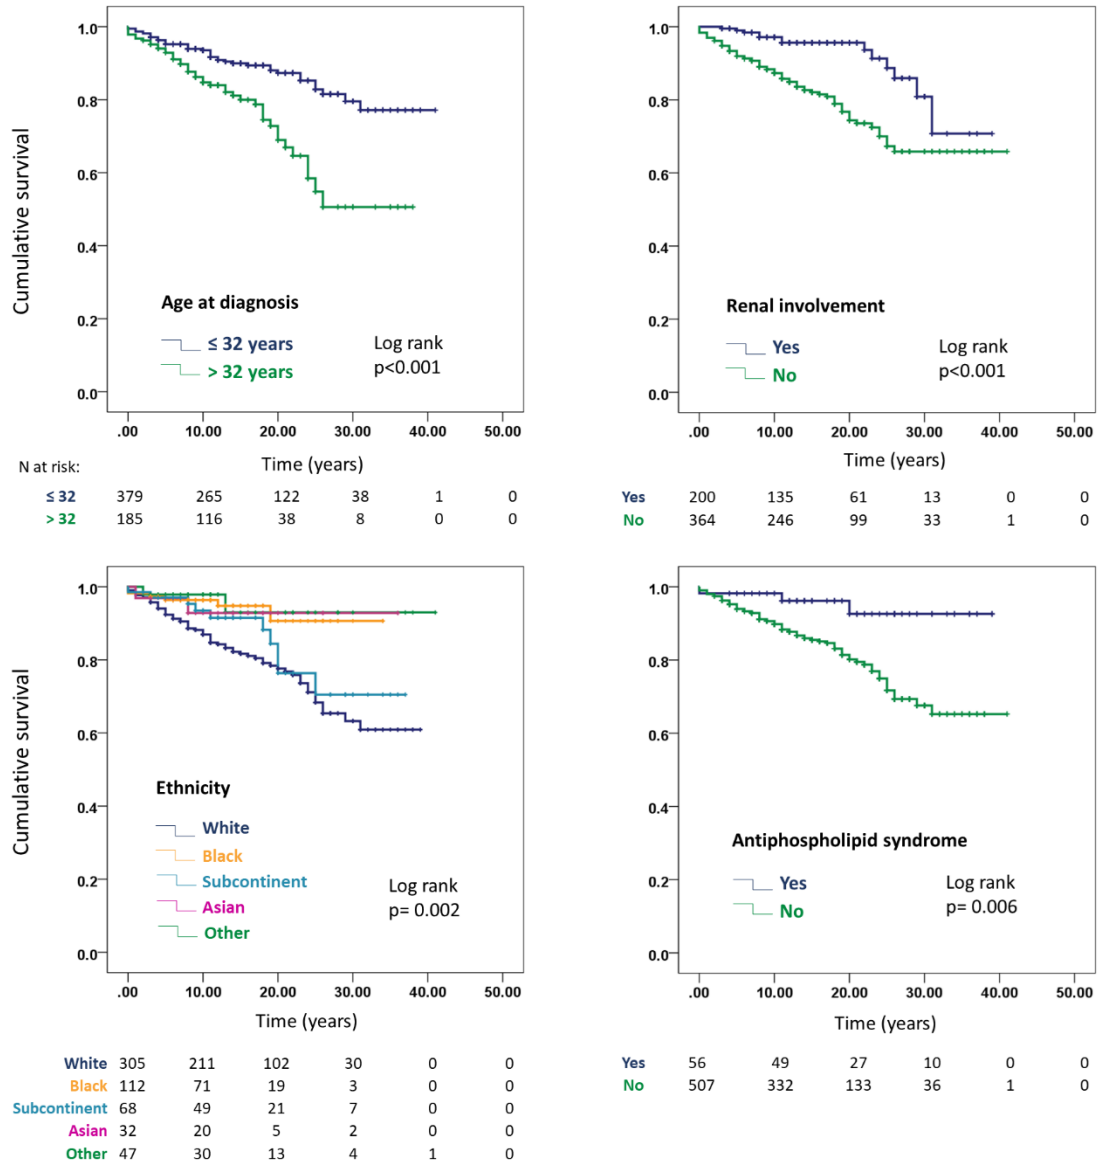 1.0
0.8
0.6
0.4
0.2
0.0
Cumulative survival
Age at diagnosis
≤ 32 years
> 32 years
Log rank
p<0.001
.00 10.00 20.00 30.00 40.00 50.00
Time (years)
N at risk:
≤ 32 379 265 122 38 1 0
> 32 185 116 38 8 0 0
1.0
0.8
0.6
0.4
0.2
0.0
Renal involvement
Yes
No
Log rank
p<0.001
.00 10.00 20.00 30.00 40.00 50.00
Time (years)
Yes 200 135 61 13 0 0
No 364 246 99 33 1 0
1.0
0.8
0.6
0.4
0.2
0.0
Cumulative survival
Ethnicity
White
Black
Subcontinent
Asian
Other
Log rank
p= 0.002
.00 10.00 20.00 30.00 40.00 50.00
Time (years)
White 305 211 102 30 0 0
Black 112 71 19 3 0 0
Subcontinent 68 49 21 7 0 0
Asian 32 20 5 2 0 0
Other 47 30 13 4 1 0
1.0
0.8
0.6
0.4
0.2
0.0
Antiphospholipid syndrome
Yes
No
Log rank
p= 0.006
.00 10.00 20.00 30.00 40.00 50.00
Time (years)
Yes 56 49 27 10 0 0
No 507 332 133 36 1 0